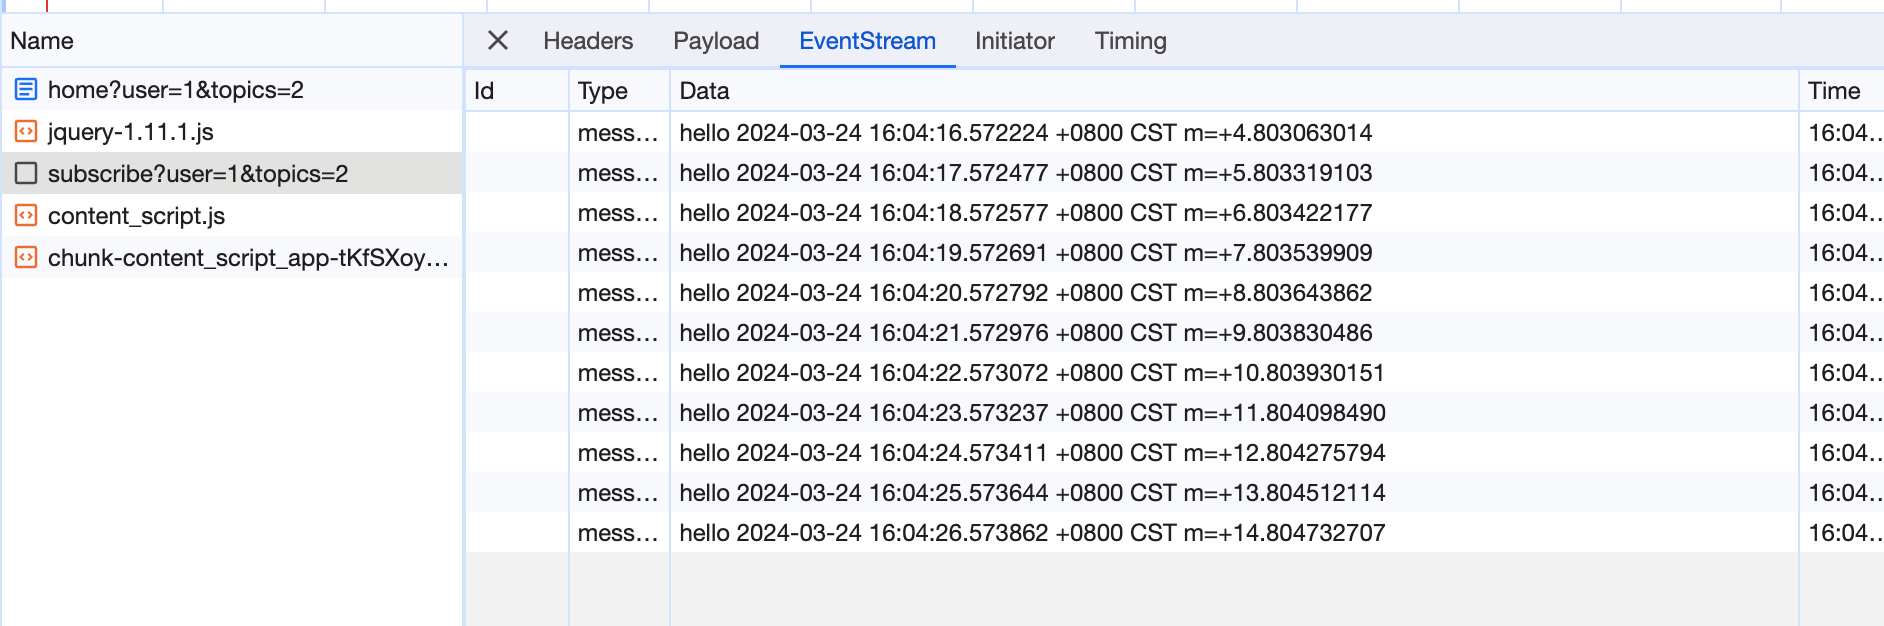 Name
home?user=1&topics=2
jquery-1.11.1.js
subscribe?user=1&topics=2
content_script.js
chunk-content_script_app-tKfSXoy…
Headers Payload EventStream Initiator Timing
Id Type Data Time
mess… hello 2024-03-24 16:04:16.572224 +0800 CST m=+4.803063014 16:04..
mess… hello 2024-03-24 16:04:17.572477 +0800 CST m=+5.803319103 16:04..
mess… hello 2024-03-24 16:04:18.572577 +0800 CST m=+6.803422177 16:04..
mess… hello 2024-03-24 16:04:19.572691 +0800 CST m=+7.803539909 16:04..
mess… hello 2024-03-24 16:04:20.572792 +0800 CST m=+8.803643862 16:04..
mess… hello 2024-03-24 16:04:21.572976 +0800 CST m=+9.803830486 16:04..
mess… hello 2024-03-24 16:04:22.573072 +0800 CST m=+10.803930151 16:04..
mess… hello 2024-03-24 16:04:23.573237 +0800 CST m=+11.804098490 16:04..
mess… hello 2024-03-24 16:04:24.573411 +0800 CST m=+12.804275794 16:04..
mess… hello 2024-03-24 16:04:25.573644 +0800 CST m=+13.804512114 16:04..
mess… hello 2024-03-24 16:04:26.573862 +0800 CST m=+14.804732707 16:04..